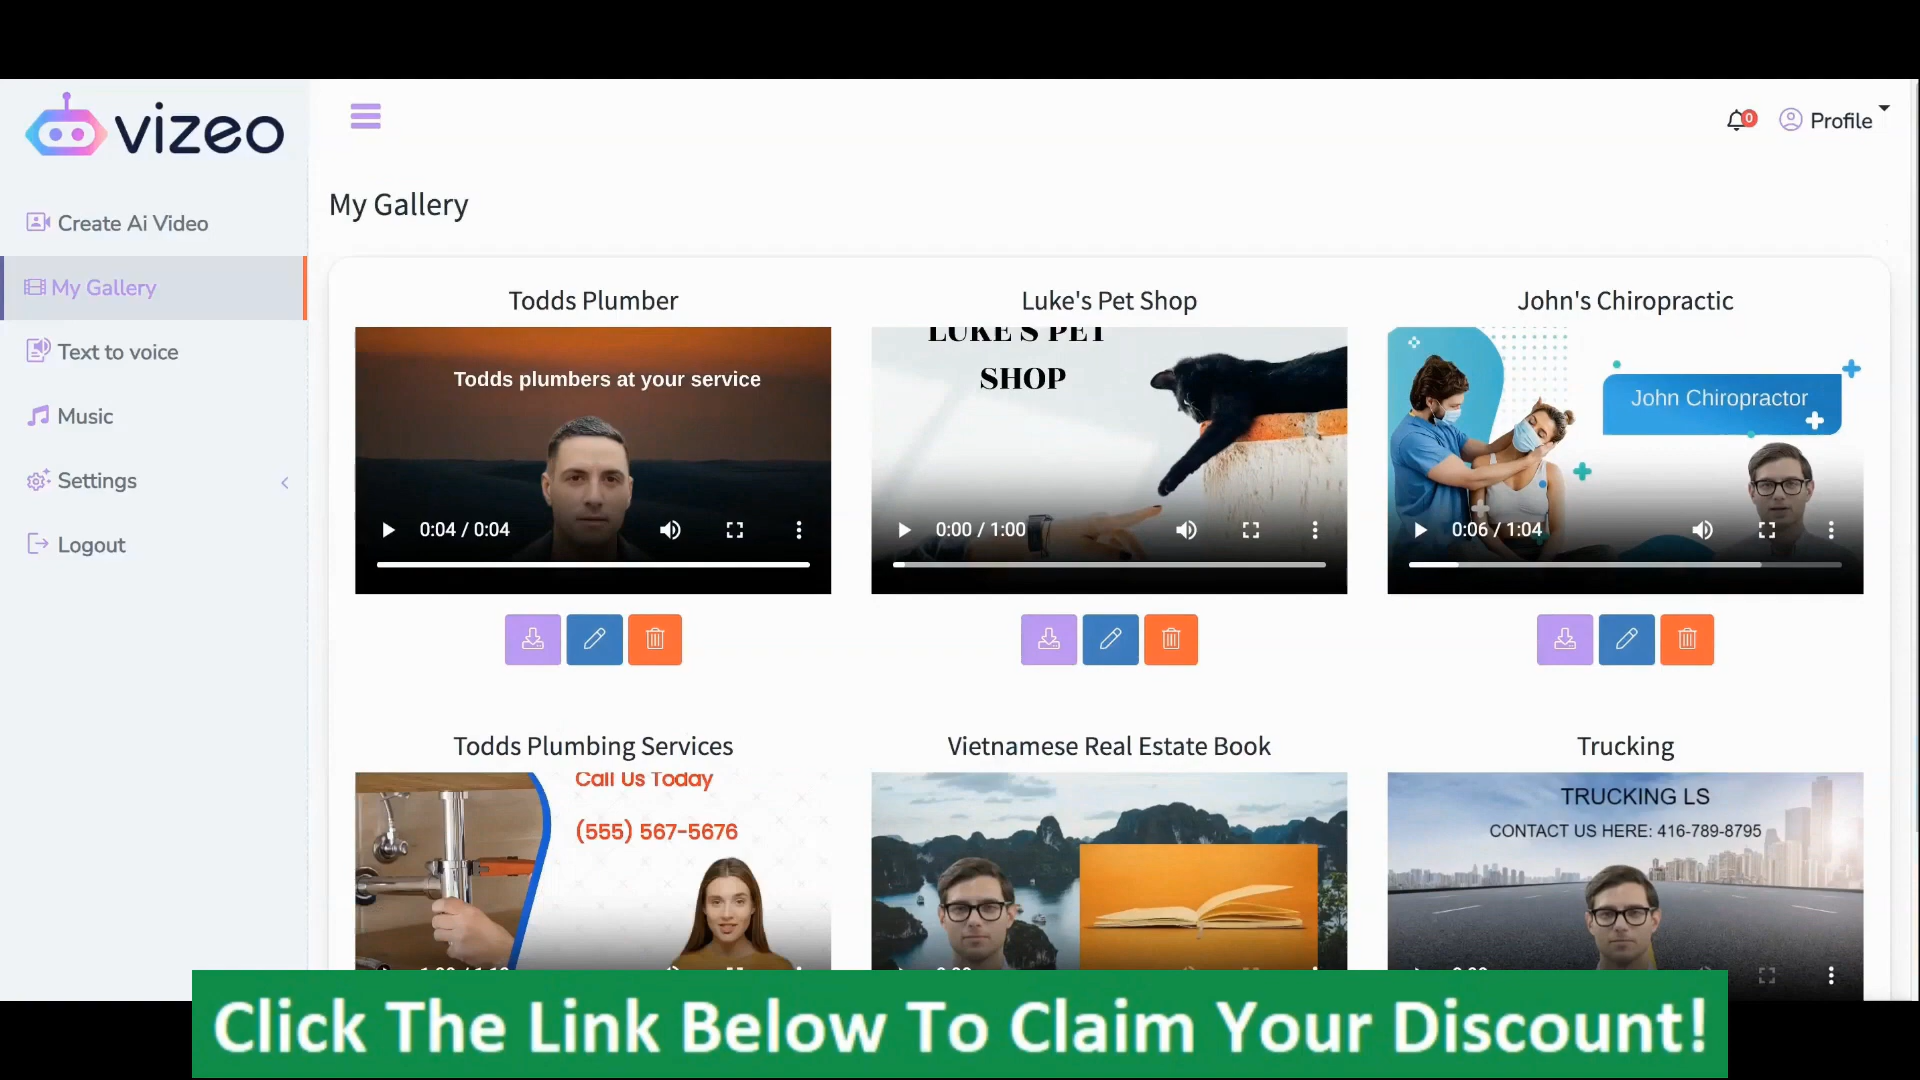 vizeo
0
Profile
Create Ai Video
My Gallery
Text to voice
Music
Settings
Logout
My Gallery
Todds Plumber
Todds plumbers at your service
0:04 / 0:04
Luke's Pet Shop
LUKE'S PET
SHOP
0:00 / 1:00
John's Chiropractic
John Chiropractor
0:06 / 1:04
Todds Plumbing Services
Call Us Today
(555) 567-5676
Vietnamese Real Estate Book
Trucking
TRUCKING LS
CONTACT US HERE: 416-789-8795
Click The Link Below To Claim Your Discount!